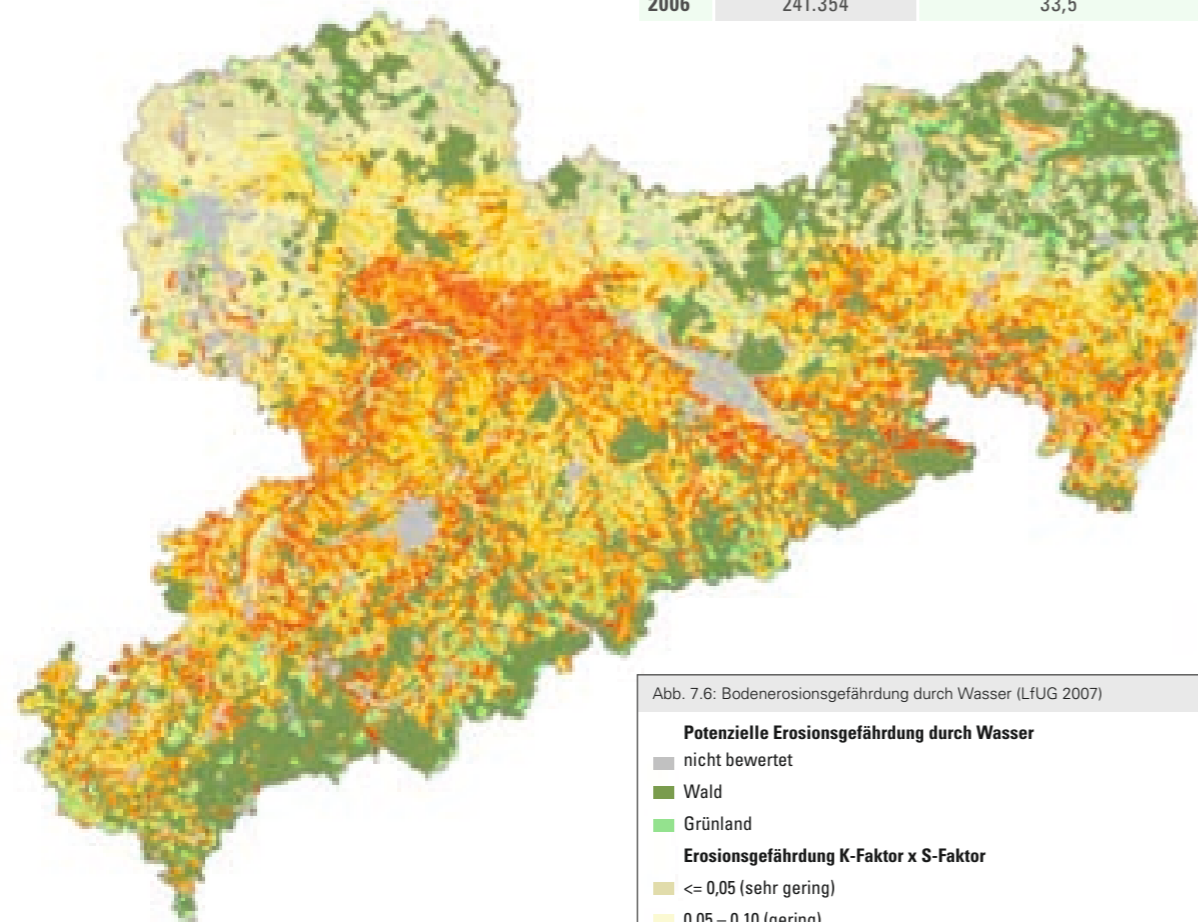 2006 241.354 33,5
Abb. 7.6: Bodenerosionsgefährdung durch Wasser (LfUG 2007)
Potenzielle Erosionsgefährdung durch Wasser
nicht bewertet
Wald
Grünland
Erosionsgefährdung K-Faktor x S-Faktor
<= 0,05 (sehr gering)
0,05 – 0,10 (gering)